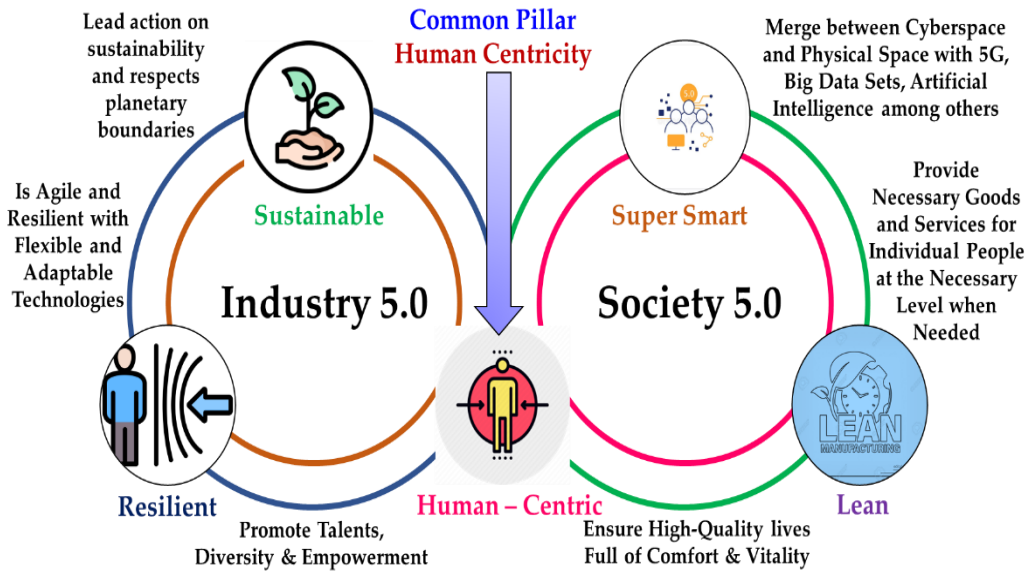 Lead action on
sustainability
and respects
planetary
boundaries
Common Pillar
Human Centricity
Merge between Cyberspace
and Physical Space with 5G,
Big Data Sets, Artificial
Intelligence among others
5.0
Is Agile and
Resilient with
Flexible and
Adaptable
Technologies
Sustainable
Super Smart
Provide
Necessary Goods
and Services for
Individual People
at the Necessary
Level when
Needed
Industry 5.0
Society 5.0
LEAN
MANUFACTURING
Resilient
Human – Centric
Lean
Promote Talents,
Diversity & Empowerment
Ensure High-Quality lives
Full of Comfort & Vitality